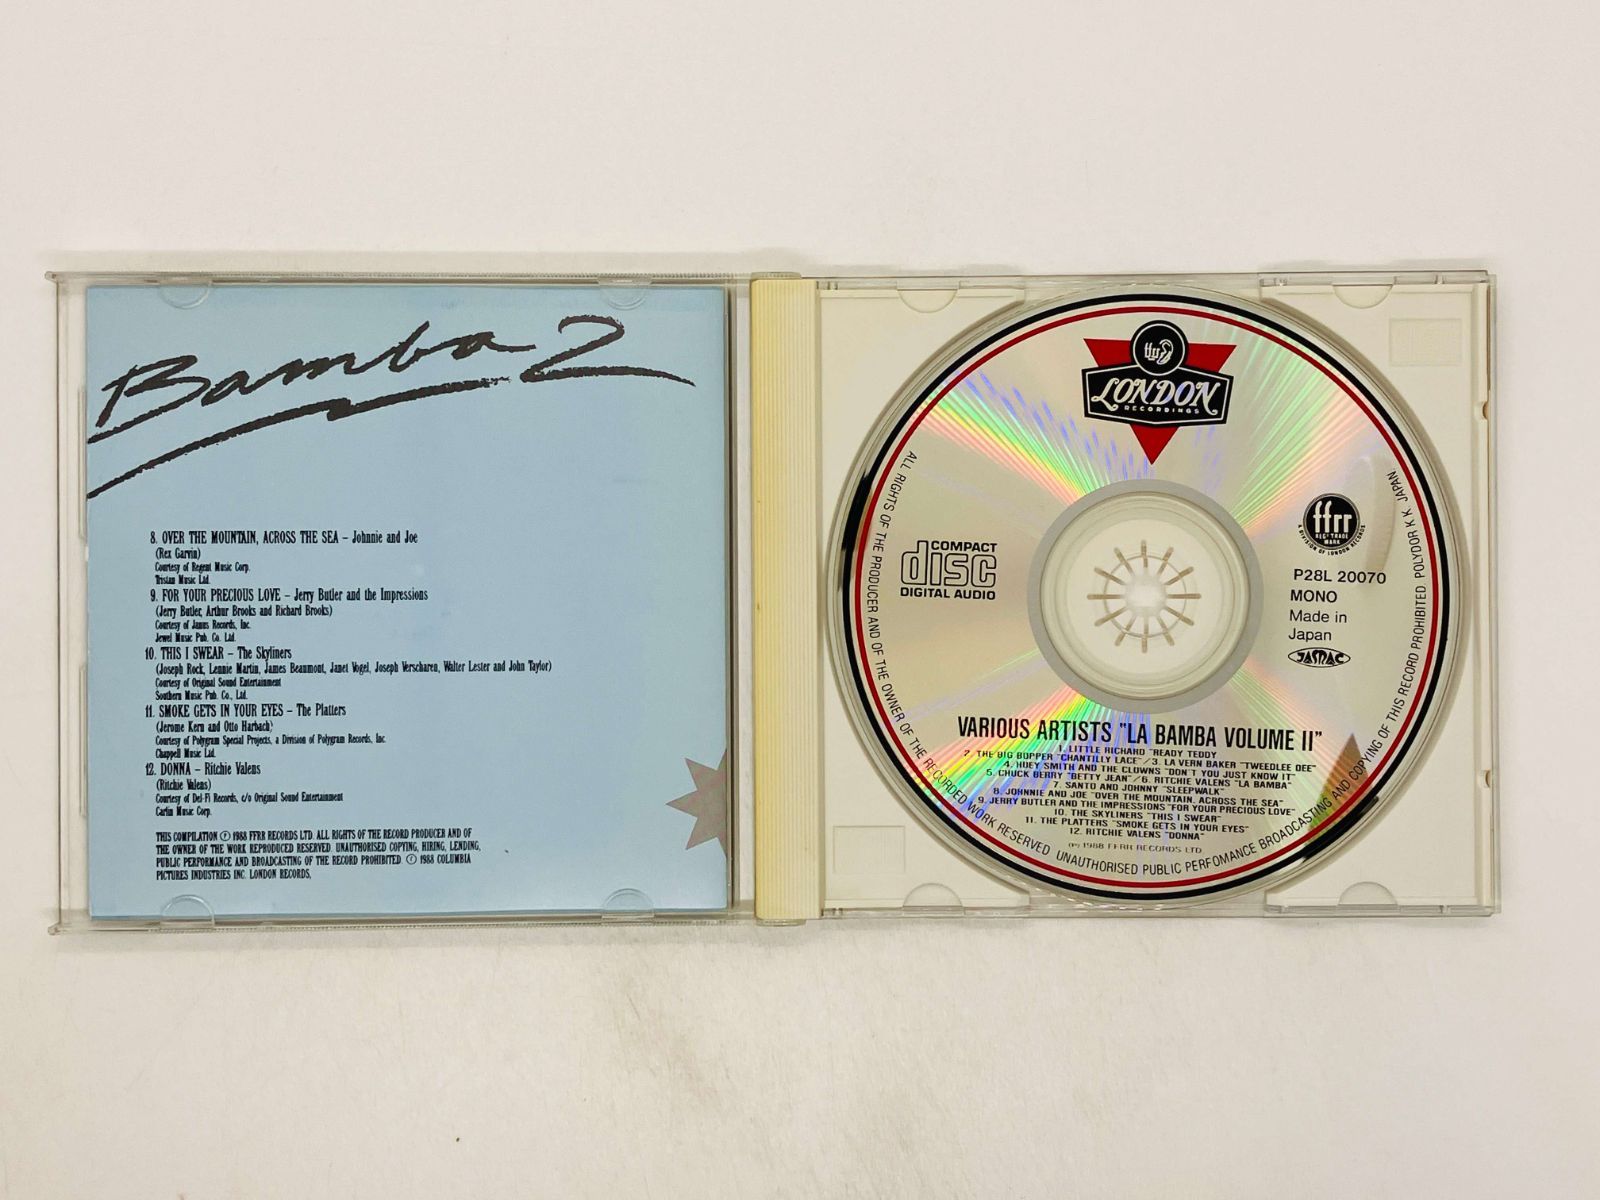 Bamba 2
8. OVER THE MOUNTAIN, ACROSS THE SEA – Johnnie and Joe
(Rex Garvin)
Courtesy of Regent Music Corp.
Tristan Music Ltd.
9. FOR YOUR PRECIOUS LOVE – Jerry Butler and the Impressions
(Jerry Butler, Arthur Brooks and Richard Brooks)
Courtesy of Janus Records, Inc.
Jewel Music Pub. Co. Ltd.
10. THIS I SWEAR – The Skyliners
(Joseph Rock, Lennie Martin, James Beaumont, Janet Vogel, Joseph Verscharen, Walter Lester and John Taylor)
Courtesy of Original Sound Entertainment
Southern Music Pub. Co., Ltd.
11. SMOKE GETS IN YOUR EYES – The Platters
(Jerome Kern and Otto Harbach)
Courtesy of Polygram Special Projects, a Division of Polygram Records, Inc.
Chappell Music Ltd.
12. DONNA – Ritchie Valens
(Ritchie Valens)
Courtesy of Del-Fi Records, c/o Original Sound Entertainment
Carlin Music Corp.
THIS COMPILATION ℗ 1988 FFRR RECORDS LTD. ALL RIGHTS OF THE RECORD PRODUCER AND OF
THE OWNER OF THE WORK REPRODUCED RESERVED. UNAUTHORISED COPYING, HIRING, LENDING,
PUBLIC PERFORMANCE AND BROADCASTING OF THE RECORD PROHIBITED. © 1988 COLUMBIA
PICTURES INDUSTRIES INC. LONDON RECORDS,
ffrr
LONDON
RECORDINGS
COMPACT
disc
DIGITAL AUDIO
ffrr
REG. TRADE
MARK
A DIVISION OF LONDON RECORDS
P28L 20070
MONO
Made in
Japan
JASRAC
VARIOUS ARTISTS "LA BAMBA VOLUME II"
1. LITTLE RICHARD "READY TEDDY
2. THE BIG BOPPER "CHANTILLY LACE"/3. LA VERN BAKER "TWEEDLEE DEE"
4. HUEY SMITH AND THE CLOWNS "DON'T YOU JUST KNOW IT"
5. CHUCK BERRY "BETTY JEAN"/6. RITCHIE VALENS "LA BAMBA"
7. SANTO AND JOHNNY "SLEEPWALK"
8. JOHNNIE AND JOE "OVER THE MOUNTAIN, ACROSS THE SEA"
9. JERRY BUTLER AND THE IMPRESSIONS "FOR YOUR PRECIOUS LOVE"
10. THE SKYLINERS "THIS I SWEAR"
11. THE PLATTERS "SMOKE GETS IN YOUR EYES"
12. RITCHIE VALENS "DONNA"
℗ 1988 FFRR RECORDS LTD
ALL RIGHTS OF THE PRODUCER AND OF THE OWNER OF THE RECORDED WORK RESERVED. UNAUTHORISED PUBLIC PERFOMANCE BROADCASTING AND COPYING OF THIS RECORD PROHIBITED. POLYDOR K.K. JAPAN